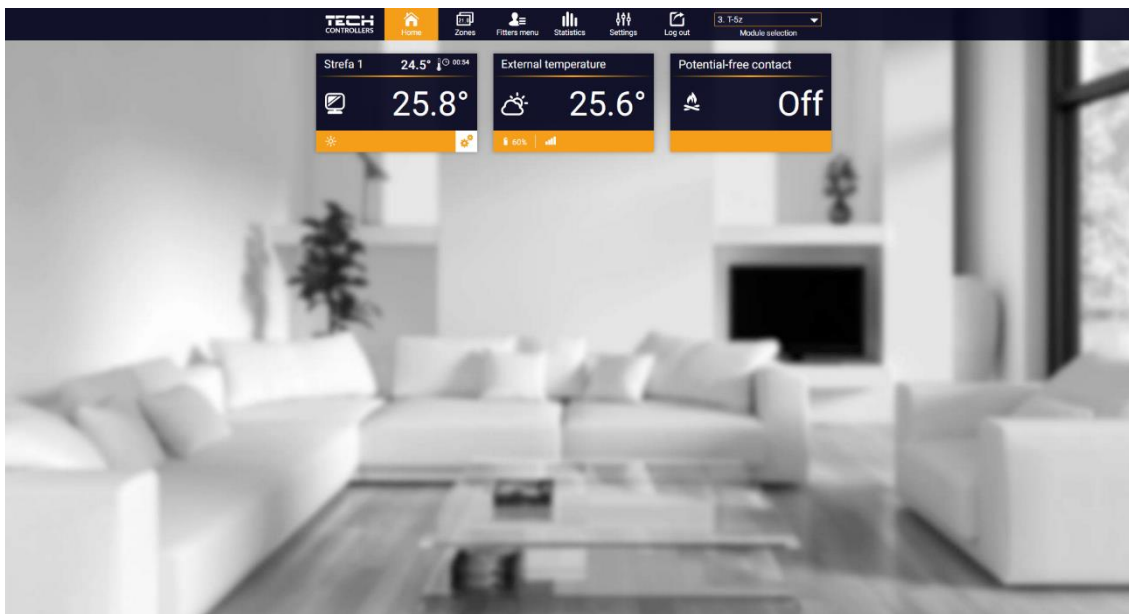 TECH
CONTROLLERS
Home
Zones
Fitters menu
Statistics
Settings
Log out
3. T-5z
Module selection
Strefa 1 24.5° 00:54
25.8°
External temperature
25.6°
60%
Potential-free contact
Off